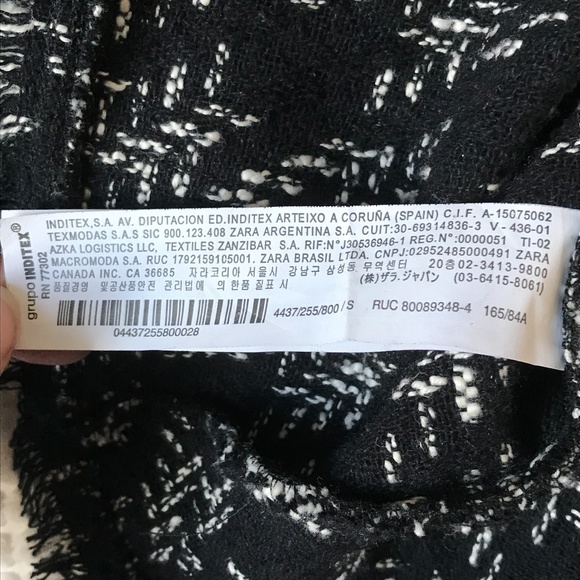 grupo INDITEX
RN 77302
INDITEX,S.A. AV. DIPUTACION ED.INDITEX ARTEIXO A CORUÑA (SPAIN) C.I.F. A-15075062
TEXMODAS S.A.S SIC 900.123.408 ZARA ARGENTINA S.A. CUIT:30-69314836-3 V - 436-01
AZKA LOGISTICS LLC, TEXTILES ZANZIBAR S.A. RIF:N°J30536946-1 REG.N°:0000051 TI-02
MACROMODA S.A. RUC 1792159105001. ZARA BRASIL LTDA. CNPJ:02952485000491 ZARA
CANADA INC. CA 36685 자라코리아 서울시 강남구 삼성동 무역센터 20층02-3413-9800
품질경영 및공산품안전 관리법에 의한품 질표 시 (株)ザラ.ジャパン (03-6415-8061)
04437255800028
4437/255/800 / S RUC 80089348-4 165/84A